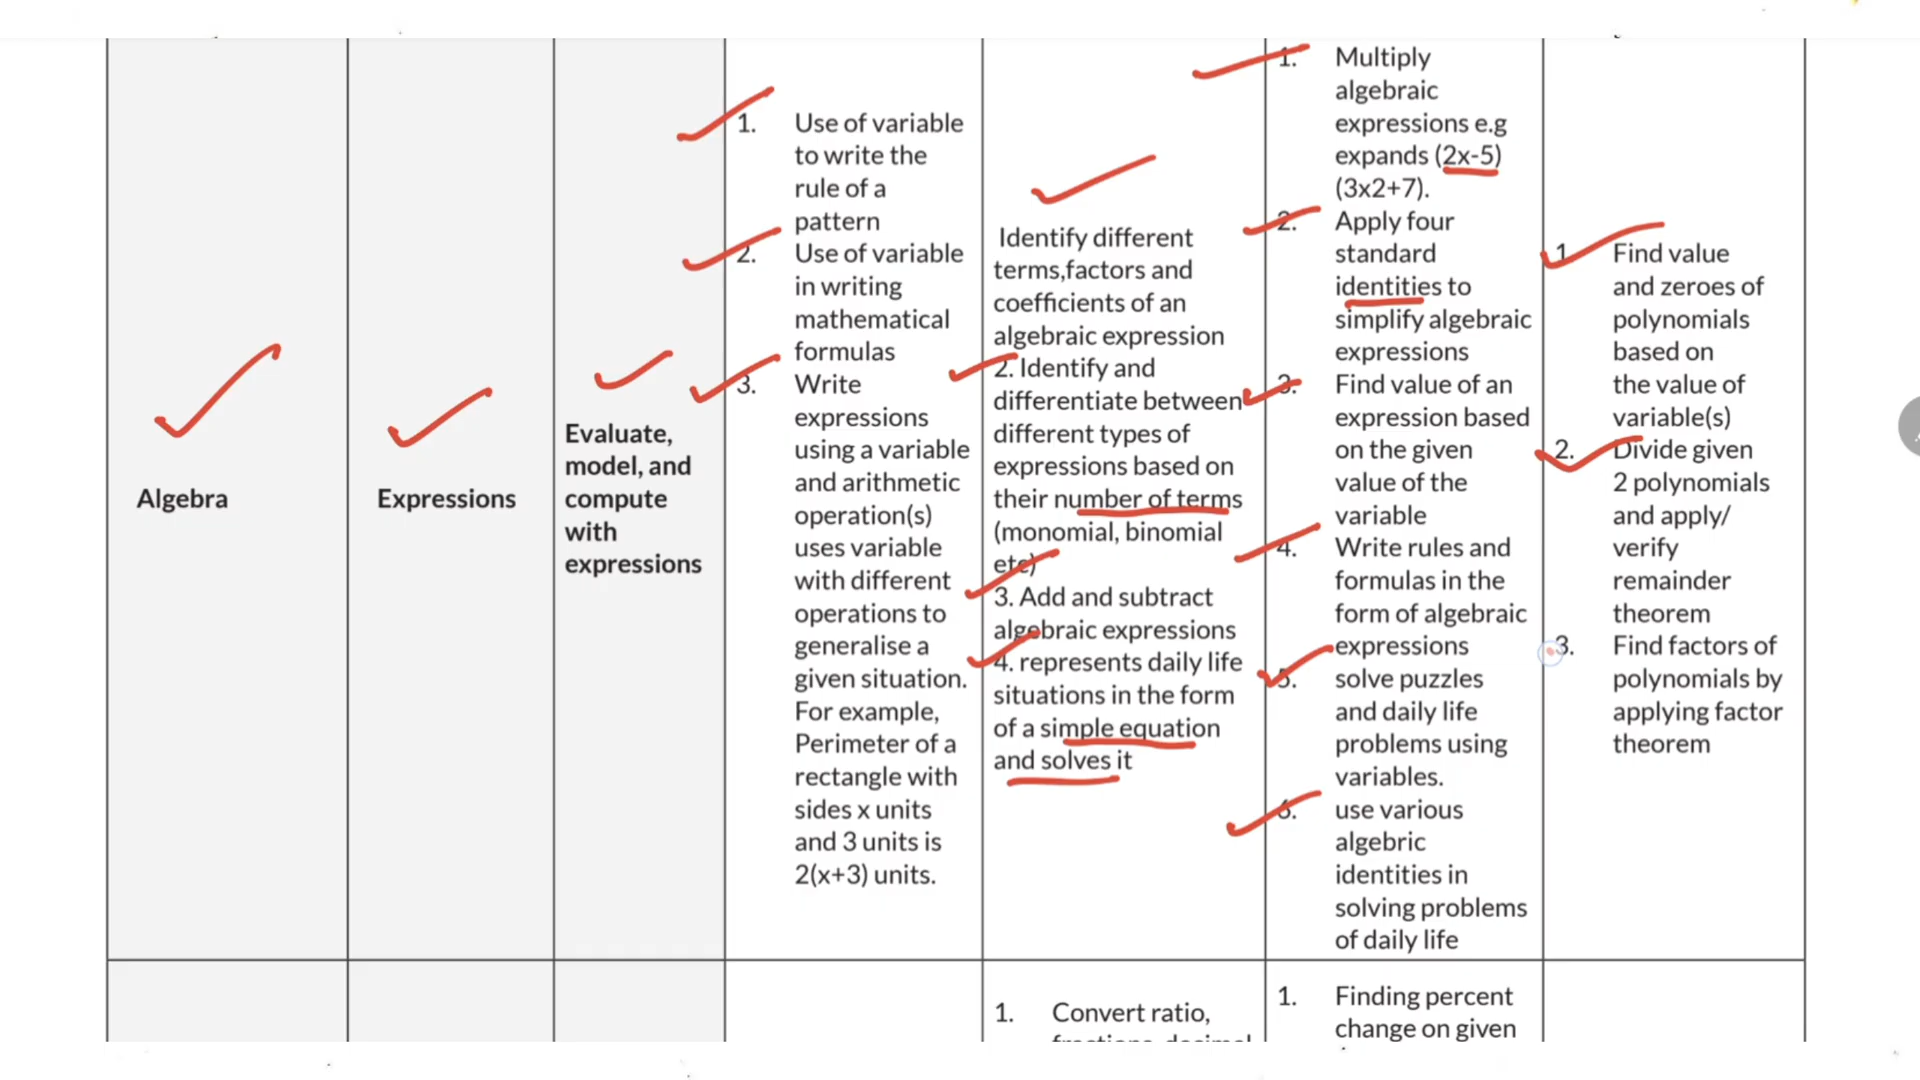 Algebra
Expressions
Evaluate,
model, and
compute
with
expressions
1. Use of variable
to write the
rule of a
pattern
2. Use of variable
in writing
mathematical
formulas
3. Write
expressions
using a variable
and arithmetic
operation(s)
uses variable
with different
operations to
generalise a
given situation.
For example,
Perimeter of a
rectangle with
sides x units
and 3 units is
2(x+3) units.
Identify different
terms,factors and
coefficients of an
algebraic expression
2. Identify and
differentiate between
different types of
expressions based on
their number of terms
(monomial, binomial
etc)
3. Add and subtract
algebraic expressions
4. represents daily life
situations in the form
of a simple equation
and solves it
1. Multiply
algebraic
expressions e.g
expands (2x-5)
(3x2+7).
2. Apply four
standard
identities to
simplify algebraic
expressions
3. Find value of an
expression based
on the given
value of the
variable
4. Write rules and
formulas in the
form of algebraic
expressions
5. solve puzzles
and daily life
problems using
variables.
6. use various
algebric
identities in
solving problems
of daily life
1. Find value
and zeroes of
polynomials
based on
the value of
variable(s)
2. Divide given
2 polynomials
and apply/
verify
remainder
theorem
3. Find factors of
polynomials by
applying factor
theorem
1. Convert ratio,
1. Finding percent
change on given